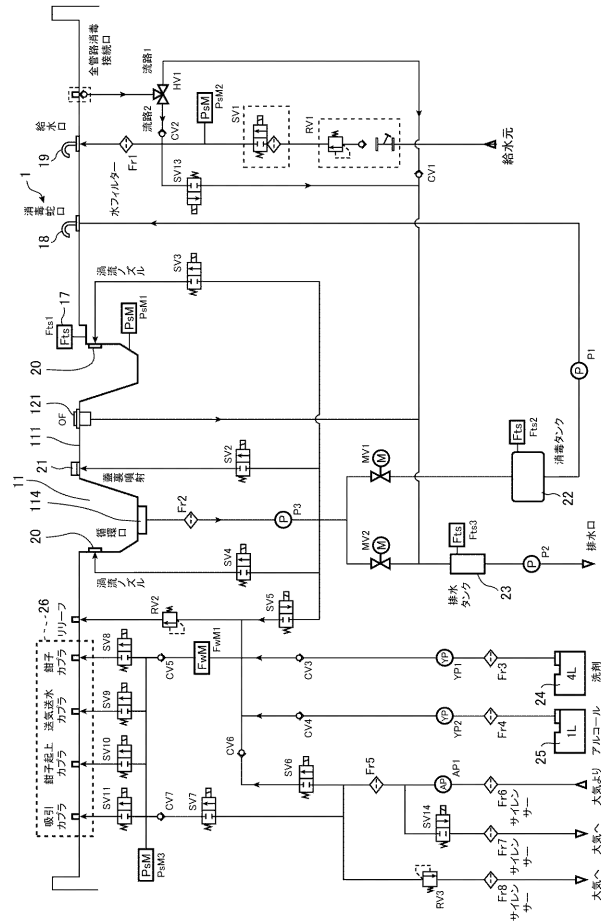 全管路消毒
接続口
流路1
HV1
流路2
CV2
PsM
PsM2
SV1
RV1
給水口
19
Fr1
水フィルター
SV13
CV1
給水元
1
消毒蛇口
18
渦流ノズル
SV3
Fts1
Fts
17
PsM
PsM1
20
121
OF
111
21
蓋裏噴射
SV2
11
114
循環口
Fr2
P
P3
20
渦流ノズル
SV4
MV1
M
MV2
M
Fts
Fts2
消毒タンク
22
P
P1
Fts
Fts3
排水
タンク
23
P
P2
排水口
26
リリーフ
RV2
SV5
鉗子
カプラ
SV8
CV5
FwM
FwM1
CV3
YP
YP1
Fr3
24
4L
洗剤
送気送水
カプラ
SV9
CV4
YP
YP2
Fr4
25
1L
アルコール
鉗子起上
カプラ
SV10
CV6
SV6
Fr5
AP
AP1
Fr6
サイレン
サー
大気より
吸引
カプラ
SV11
CV7
SV7
PsM
PsM3
SV14
Fr7
サイレン
サー
大気へ
RV3
Fr8
サイレン
サー
大気へ